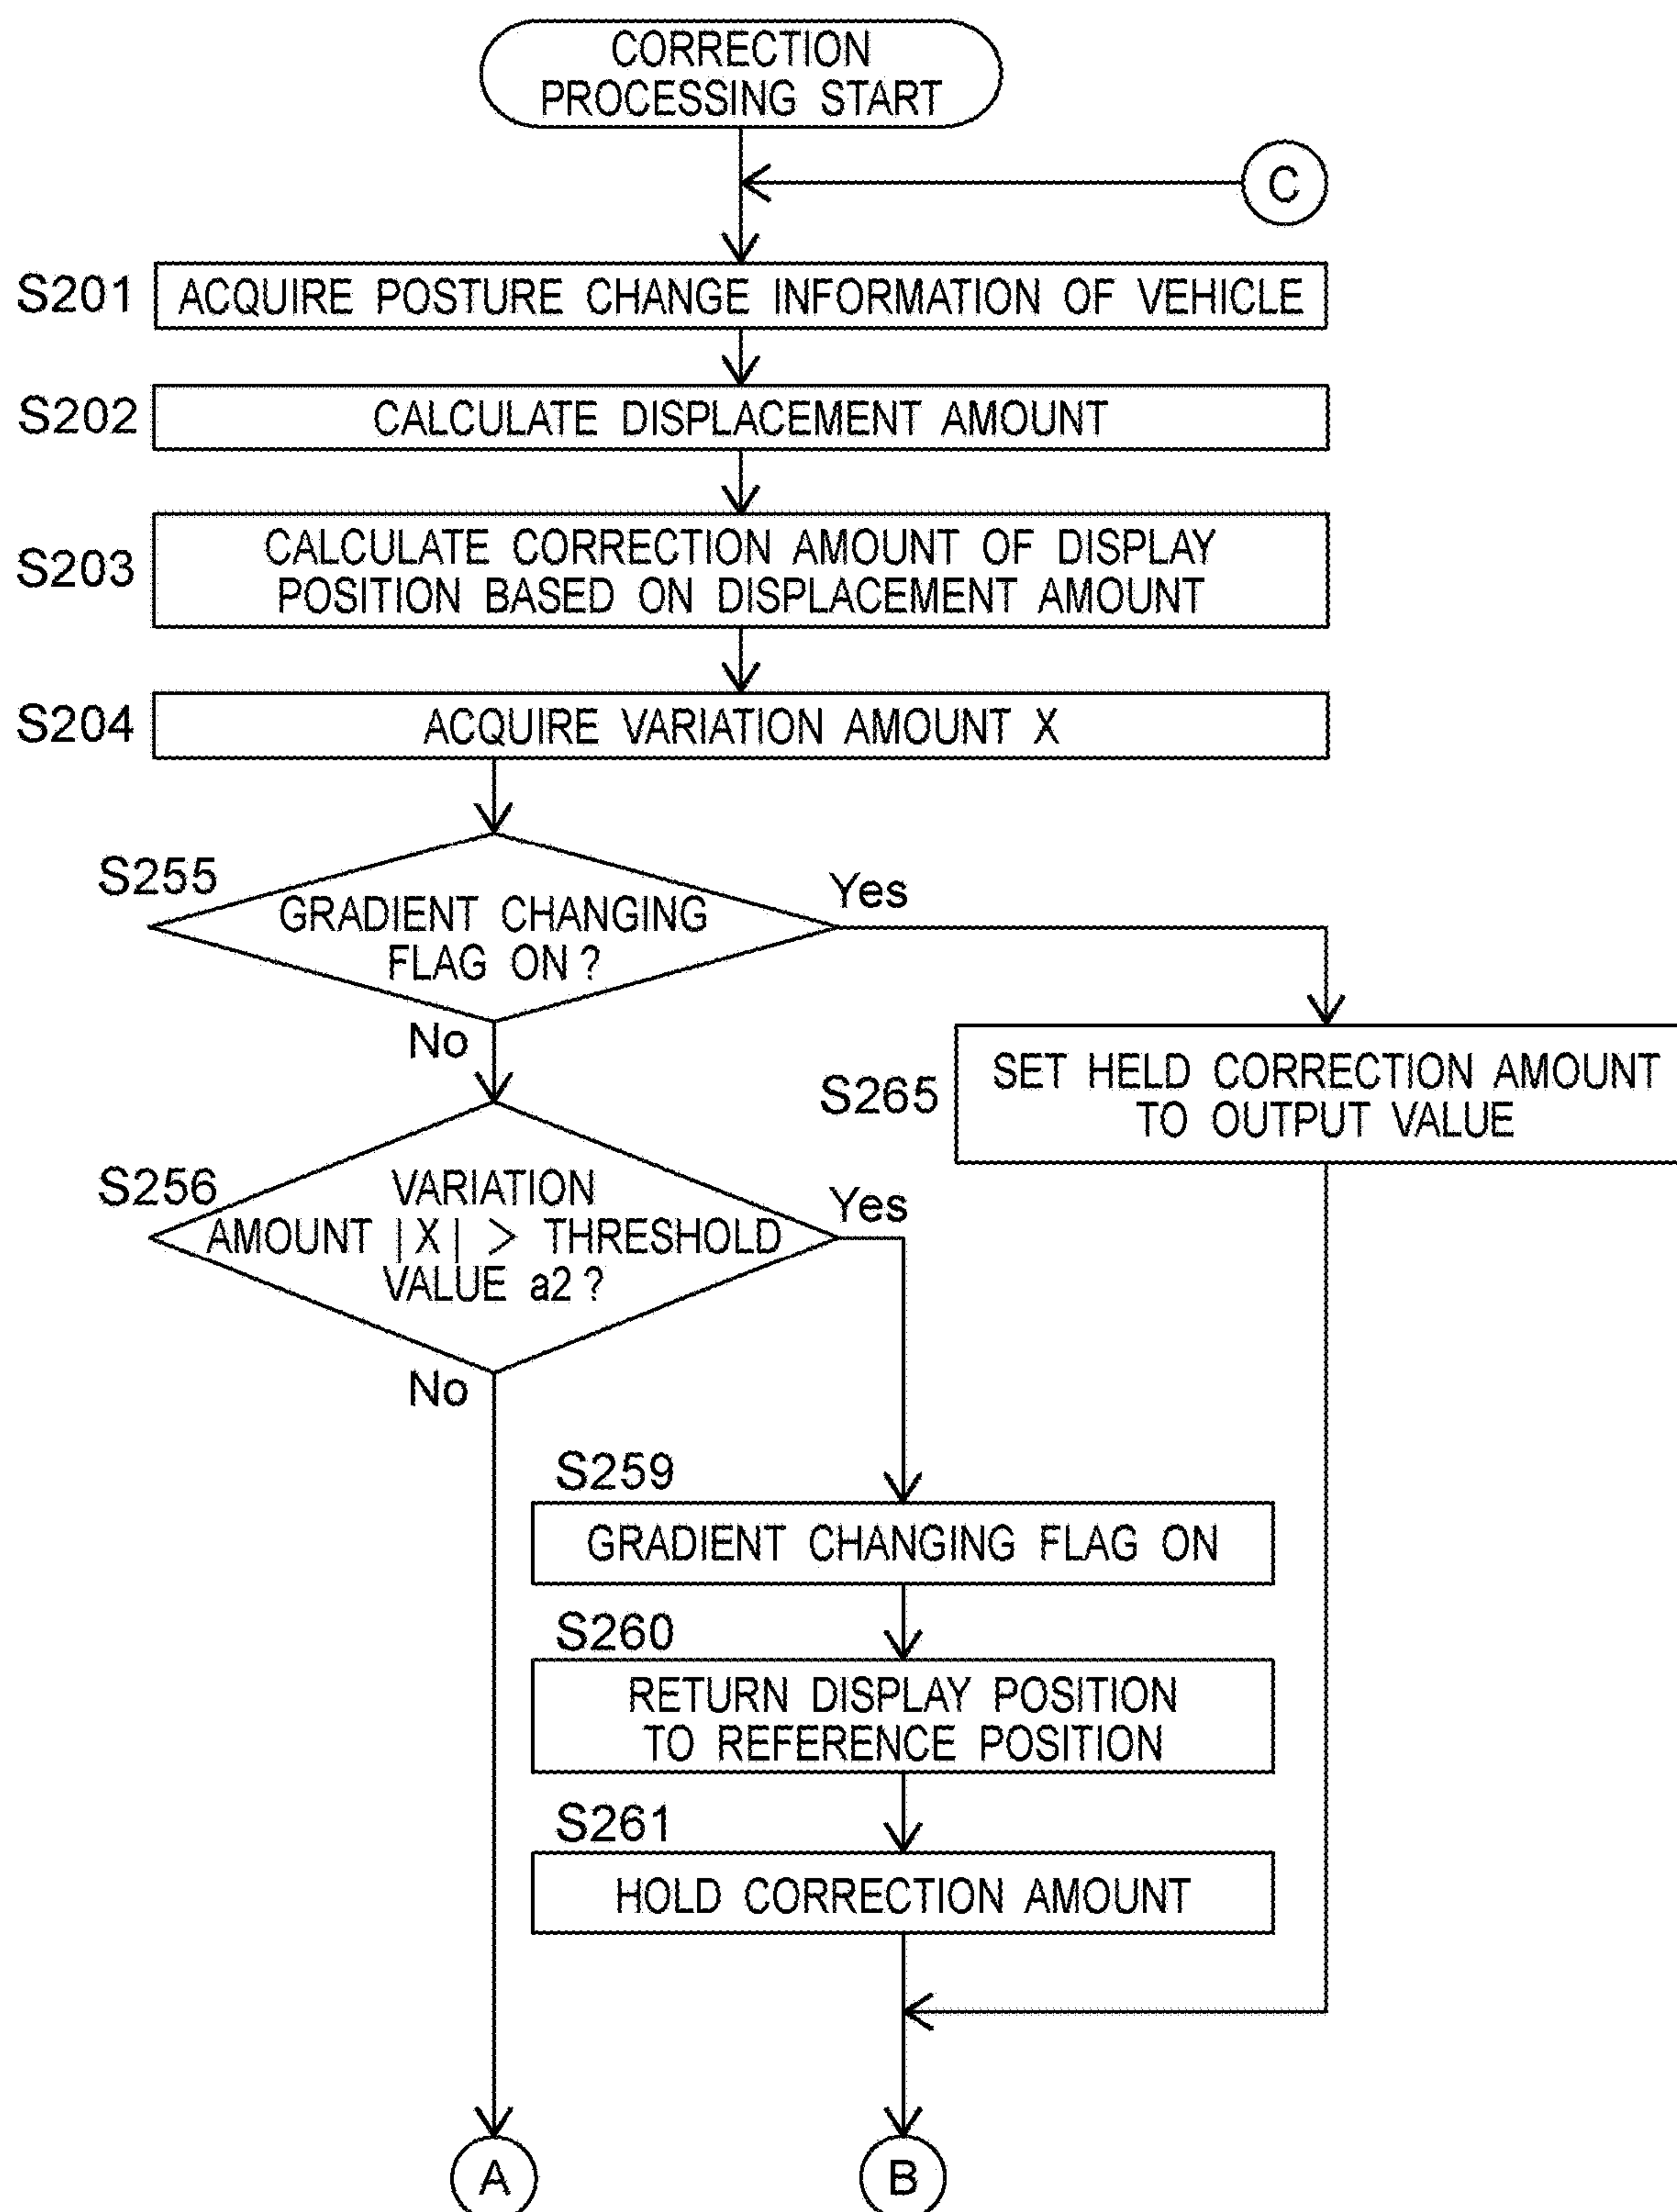 CORRECTION
PROCESSING START
C
S201
ACQUIRE POSTURE CHANGE INFORMATION OF VEHICLE
S202
CALCULATE DISPLACEMENT AMOUNT
S203
CALCULATE CORRECTION AMOUNT OF DISPLAY
POSITION BASED ON DISPLACEMENT AMOUNT
S204
ACQUIRE VARIATION AMOUNT X
S255
GRADIENT CHANGING
FLAG ON ?
Yes
No
S265
SET HELD CORRECTION AMOUNT
TO OUTPUT VALUE
S256
VARIATION
AMOUNT |X| > THRESHOLD
VALUE a2 ?
Yes
No
S259
GRADIENT CHANGING FLAG ON
S260
RETURN DISPLAY POSITION
TO REFERENCE POSITION
S261
HOLD CORRECTION AMOUNT
A
B